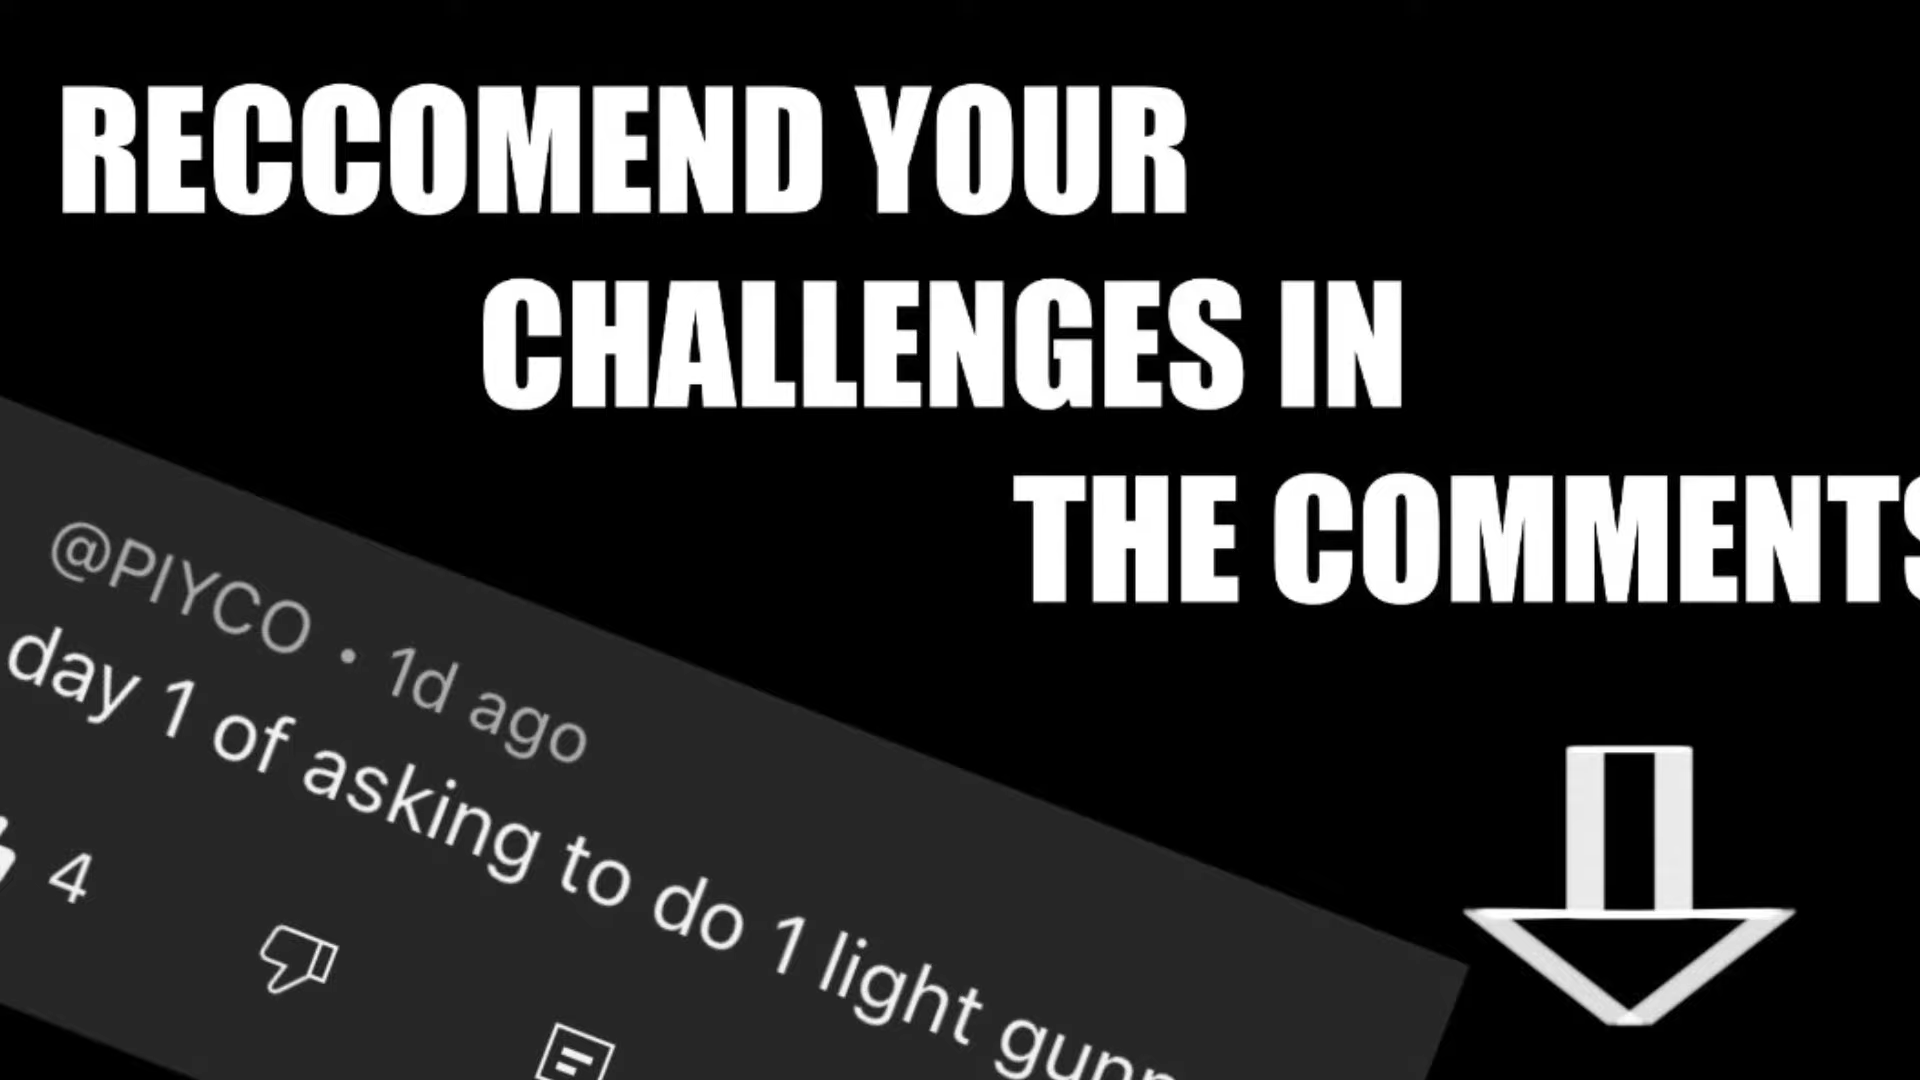 RECCOMEND YOUR
CHALLENGES IN
THE COMMENTS
@PIYCO • 1d ago
day 1 of asking to do 1 light
4